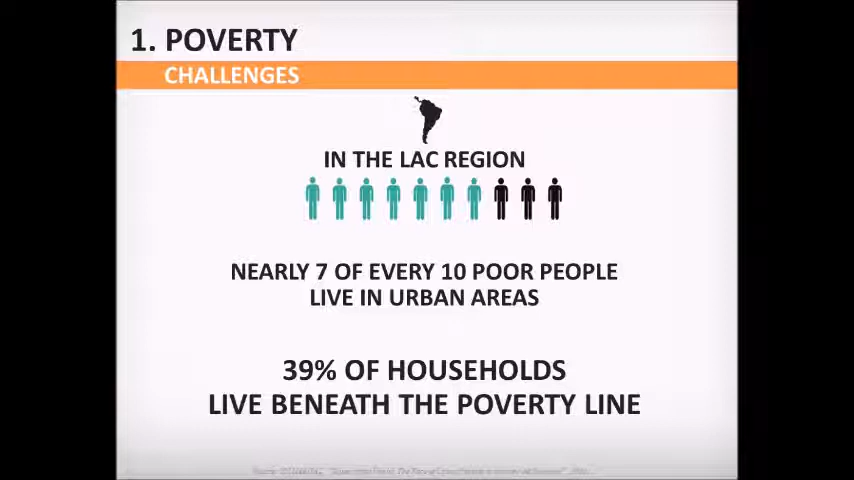 1. POVERTY
CHALLENGES
IN THE LAC REGION
NEARLY 7 OF EVERY 10 POOR PEOPLE
LIVE IN URBAN AREAS
39% OF HOUSEHOLDS
LIVE BENEATH THE POVERTY LINE